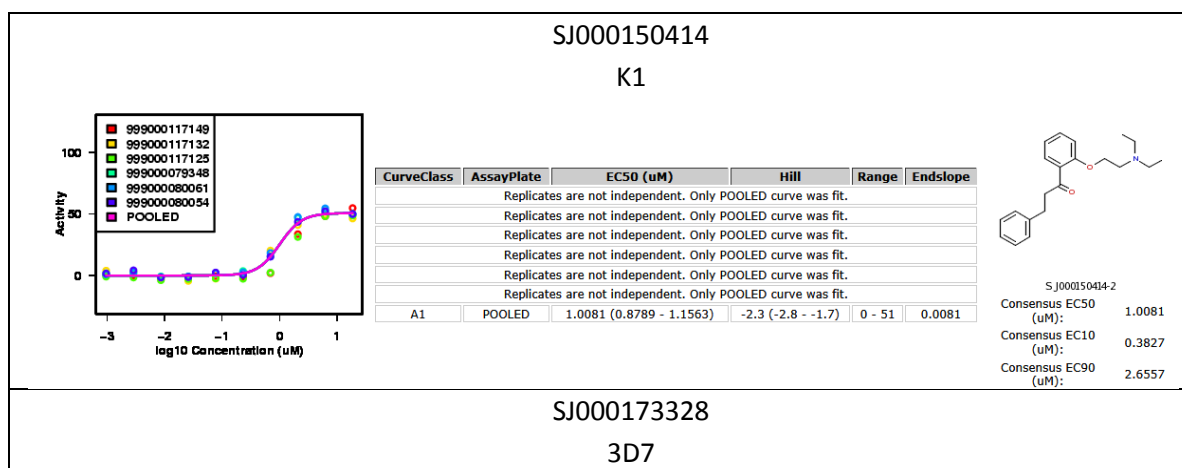 SJ000150414
K1
999000117149
999000117132
999000117125
999000079348
999000080061
999000080054
POOLED
100
50
0
Activity
-3 -2 -1 0 1
log10 Concentration (uM)
CurveClass AssayPlate EC50 (uM) Hill Range Endslope
Replicates are not independent. Only POOLED curve was fit.
Replicates are not independent. Only POOLED curve was fit.
Replicates are not independent. Only POOLED curve was fit.
Replicates are not independent. Only POOLED curve was fit.
Replicates are not independent. Only POOLED curve was fit.
Replicates are not independent. Only POOLED curve was fit.
A1 POOLED 1.0081 (0.8789 - 1.1563) -2.3 (-2.8 - -1.7) 0 - 51 0.0081
N
O
O
SJ000150414-2
Consensus EC50 (uM): 1.0081
Consensus EC10 (uM): 0.3827
Consensus EC90 (uM): 2.6557
SJ000173328
3D7